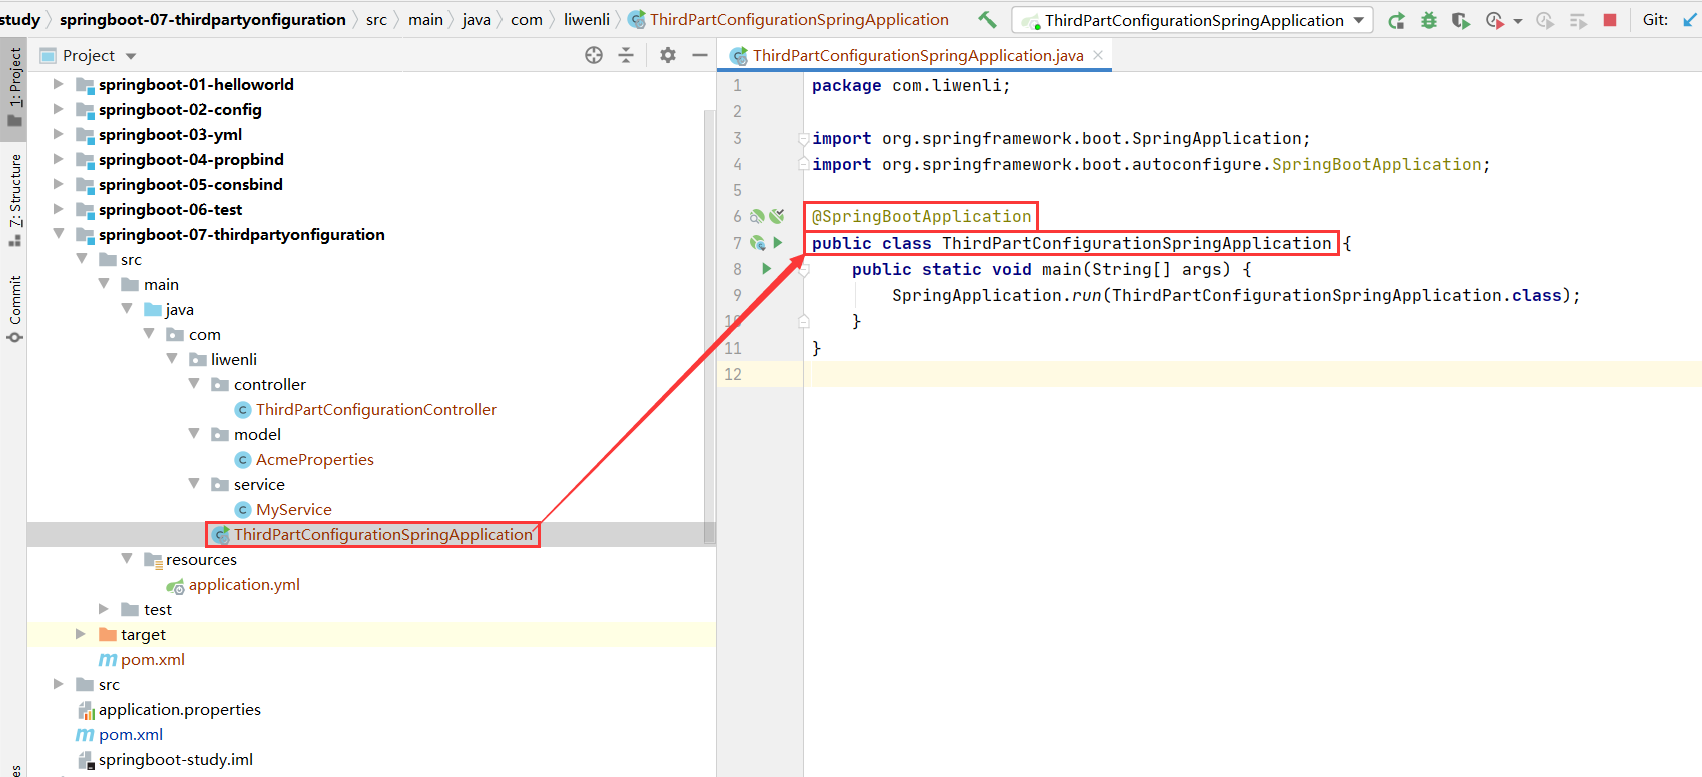 study springboot-07-thirdpartyonfiguration src main java com liwenli ThirdPartConfigurationSpringApplication ThirdPartConfigurationSpringApplication Git:
Project
ThirdPartConfigurationSpringApplication.java
1: Project
7: Structure
Commit
springboot-01-helloworld
springboot-02-config
springboot-03-yml
springboot-04-propbind
springboot-05-consbind
springboot-06-test
springboot-07-thirdpartyonfiguration
src
main
java
com
liwenli
controller
ThirdPartConfigurationController
model
AcmeProperties
service
MyService
ThirdPartConfigurationSpringApplication
resources
application.yml
test
target
pom.xml
src
application.properties
pom.xml
springboot-study.iml
1 package com.liwenli;
2
3 import org.springframework.boot.SpringApplication;
4 import org.springframework.boot.autoconfigure.SpringBootApplication;
5
6 @SpringBootApplication
7 public class ThirdPartConfigurationSpringApplication {
8 public static void main(String[] args) {
9 SpringApplication.run(ThirdPartConfigurationSpringApplication.class);
10 }
11 }
12